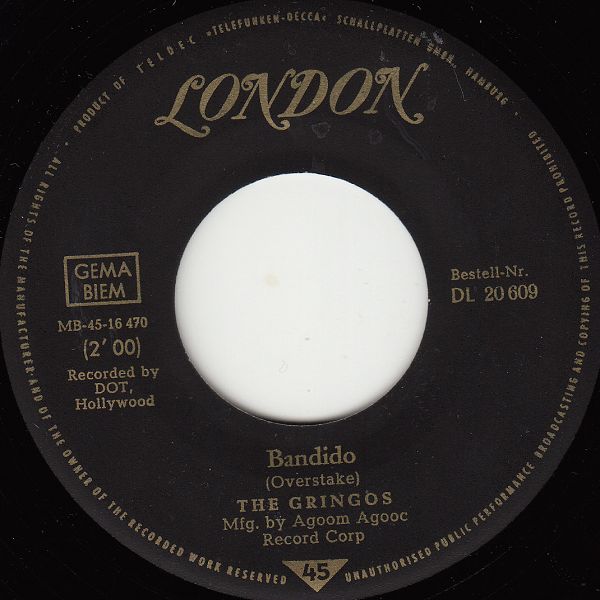 PRODUCT OF TELDEC »TELEFUNKEN-DECCA« SCHALLPLATTEN GMBH., HAMBURG ·
LONDON
GEMA
BIEM
MB-45-16 470
(2' 00)
Recorded by
DOT,
Hollywood
Bestell-Nr.
DL 20 609
Bandido
(Overstake)
THE GRINGOS
Mfg. by Agoom Agooc
Record Corp
45
· ALL RIGHTS OF THE MANUFACTURER AND OF THE OWNER OF THE RECORDED WORK RESERVED
UNAUTHORISED PUBLIC PERFORMANCE BROADCASTING AND COPYING OF THIS RECORD PROHIBITED